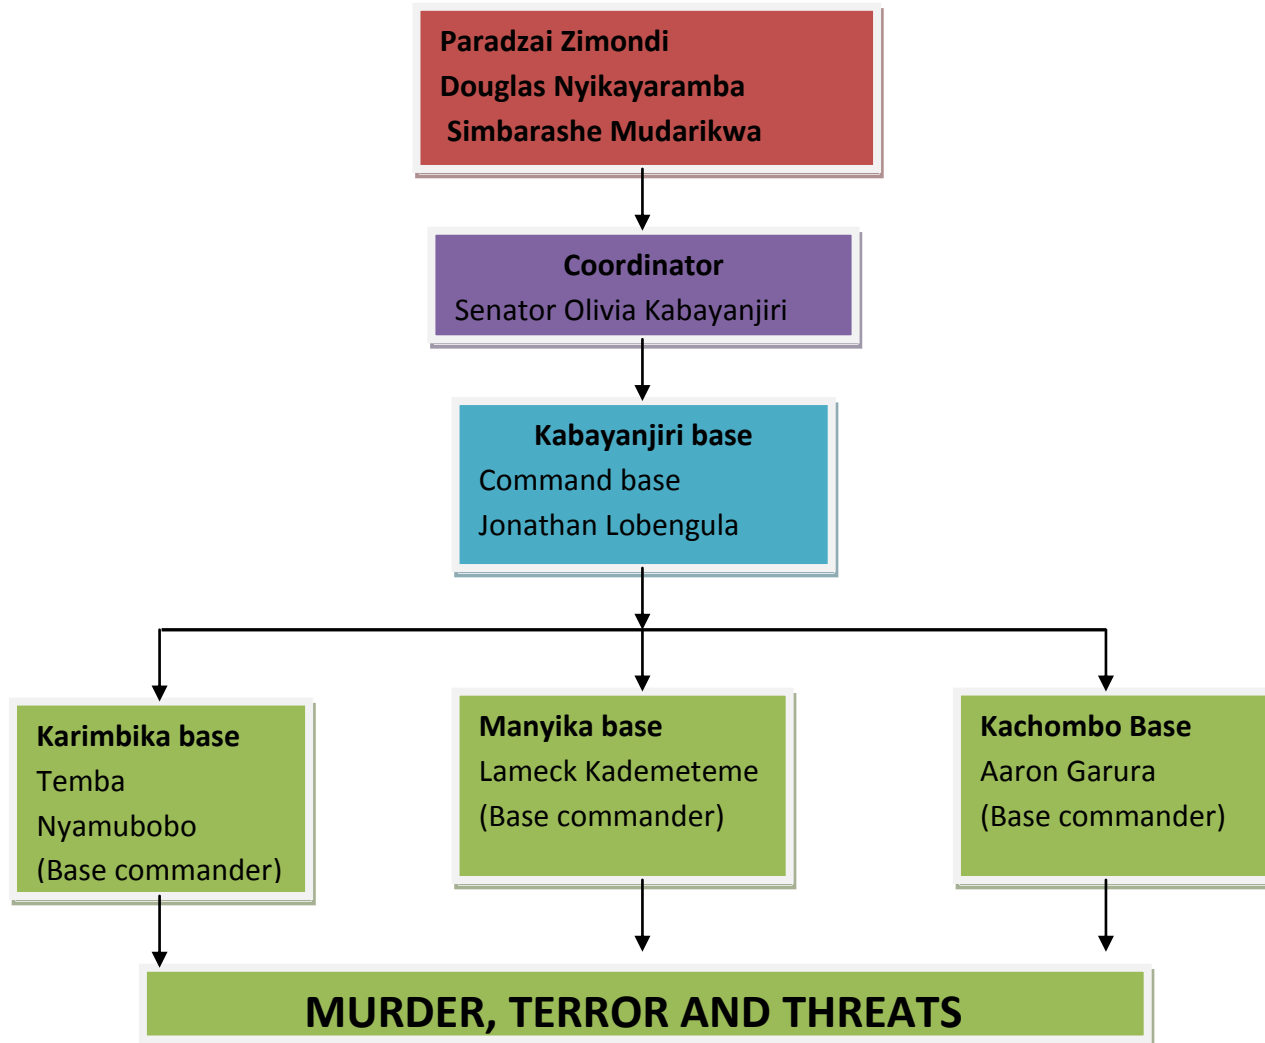 Paradzai Zimondi
Douglas Nyikayaramba
Simbarashe Mudarikwa
Coordinator
Senator Olivia Kabayanjiri
Kabayanjiri base
Command base
Jonathan Lobengula
Karimbika base
Temba
Nyamubobo
(Base commander)
Manyika base
Lameck Kademeteme
(Base commander)
Kachombo Base
Aaron Garura
(Base commander)
MURDER, TERROR AND THREATS